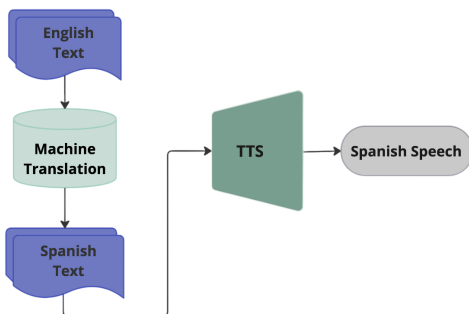 English
Text
Machine
Translation
Spanish
Text
TTS
Spanish Speech